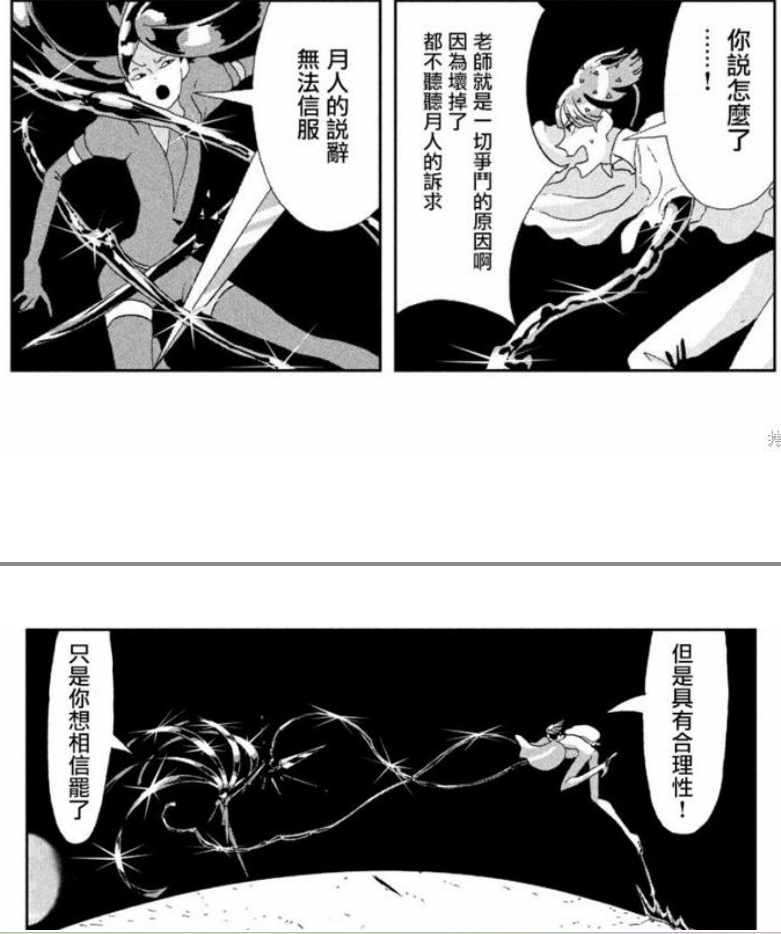 你說怎麼了
……！
老師就是一切爭鬥的原因啊
因為壞掉了
都不聽聽月人的訴求
月人的說辭
無法信服
但是具有合理性！
只是你想相信罷了